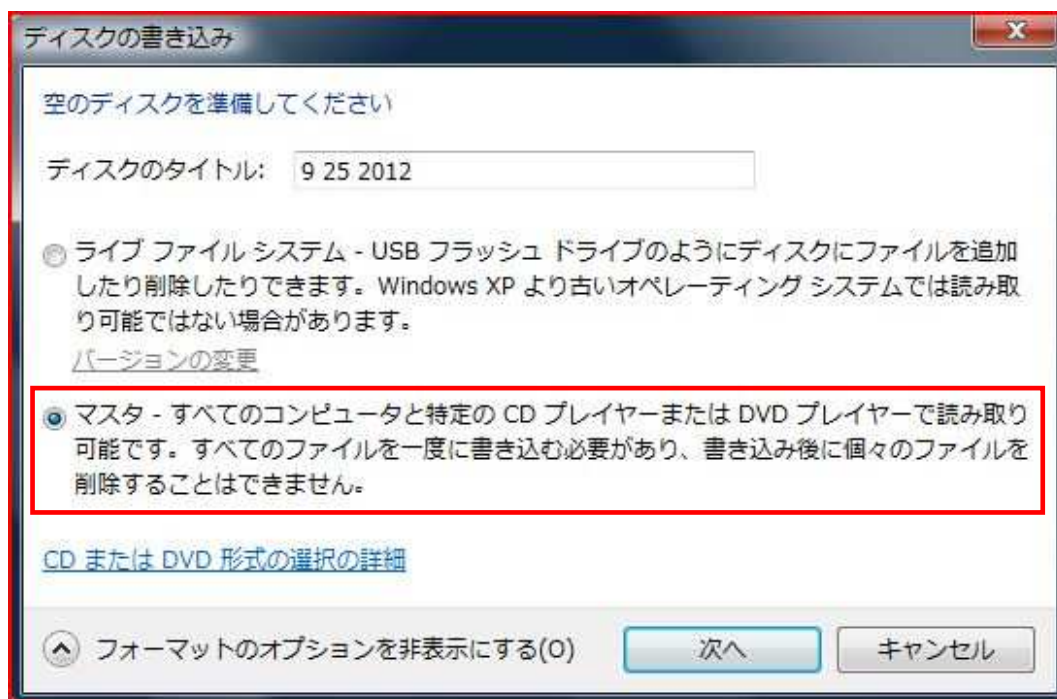 ディスクの書き込み
空のディスクを準備してください
ディスクのタイトル: 9 25 2012
ライブ ファイル システム - USB フラッシュ ドライブのようにディスクにファイルを追加
したり削除したりできます。Windows XP より古いオペレーティング システムでは読み取
り可能ではない場合があります。
バージョンの変更
マスタ - すべてのコンピュータと特定の CD プレイヤーまたは DVD プレイヤーで読み取り
可能です。すべてのファイルを一度に書き込む必要があり、書き込み後に個々のファイルを
削除することはできません。
CD または DVD 形式の選択の詳細
フォーマットのオプションを非表示にする(O) 次へ キャンセル